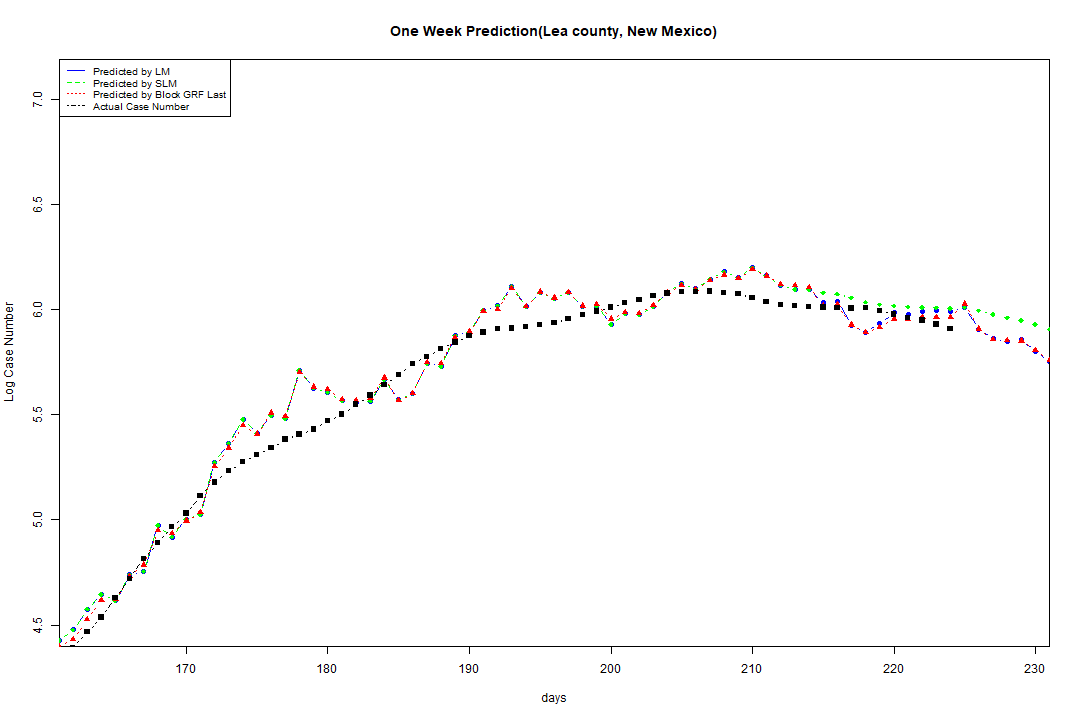 One Week Prediction(Lea county, New Mexico)
Predicted by LM
Predicted by SLM
Predicted by Block GRF Last
Actual Case Number
7.0
6.5
6.0
5.5
5.0
4.5
Log Case Number
170 180 190 200 210 220 230
days